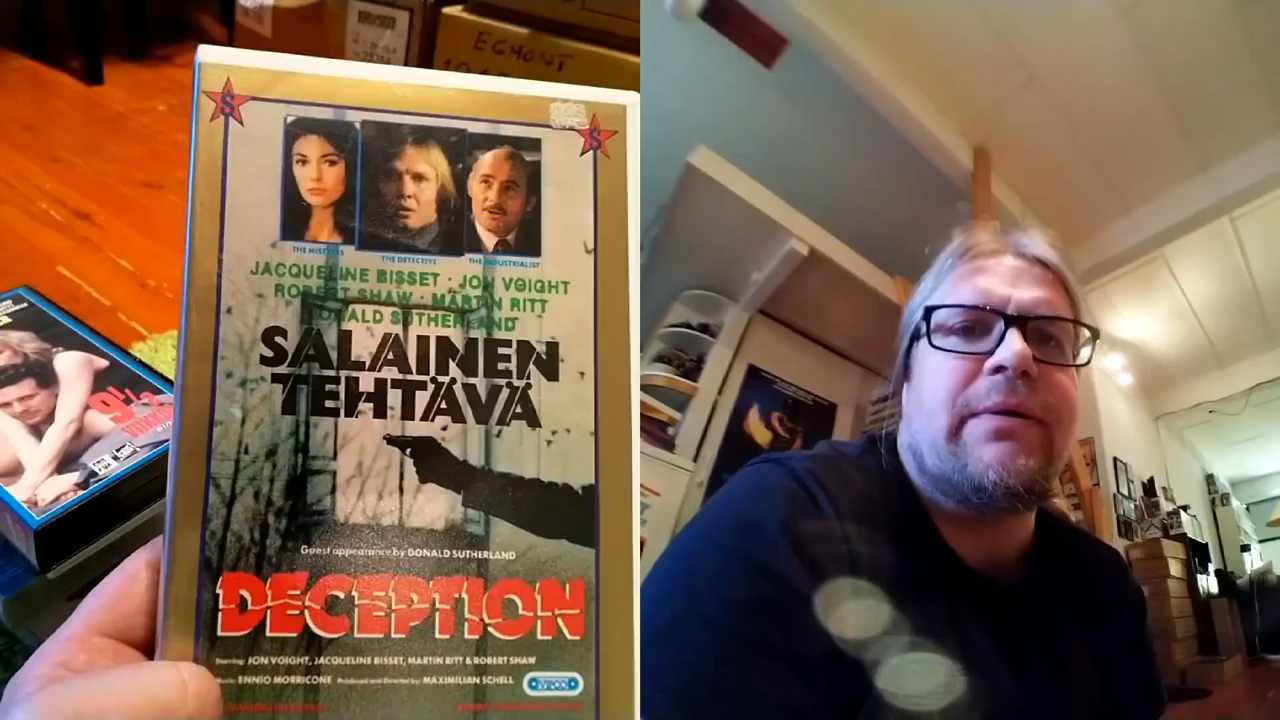 EGMONT
S
S
THE MISTRESS
THE DETECTIVE
THE INDUSTRIALIST
JACQUELINE BISSET · JON VOIGHT
ROBERT SHAW · MARTIN RITT
DONALD SUTHERLAND
SALAINEN
TEHTÄVÄ
9½
Guest appearance by DONALD SUTHERLAND
DECEPTION
Starring: JON VOIGHT, JACQUELINE BISSET, MARTIN RITT & ROBERT SHAW
Music: ENNIO MORRICONE Produced and Directed by: MAXIMILIAN SCHELL